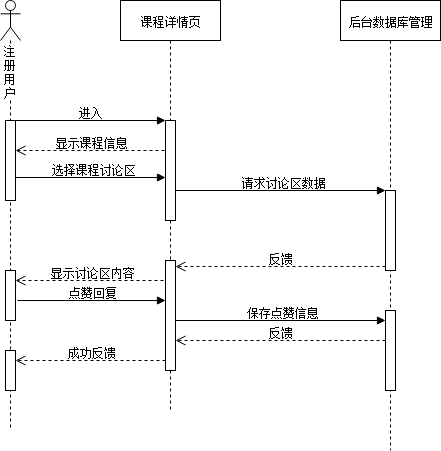 课程详情页
后台数据库管理
注册用户
进入
显示课程信息
选择课程讨论区
请求讨论区数据
反馈
显示讨论区内容
点赞回复
保存点赞信息
反馈
成功反馈